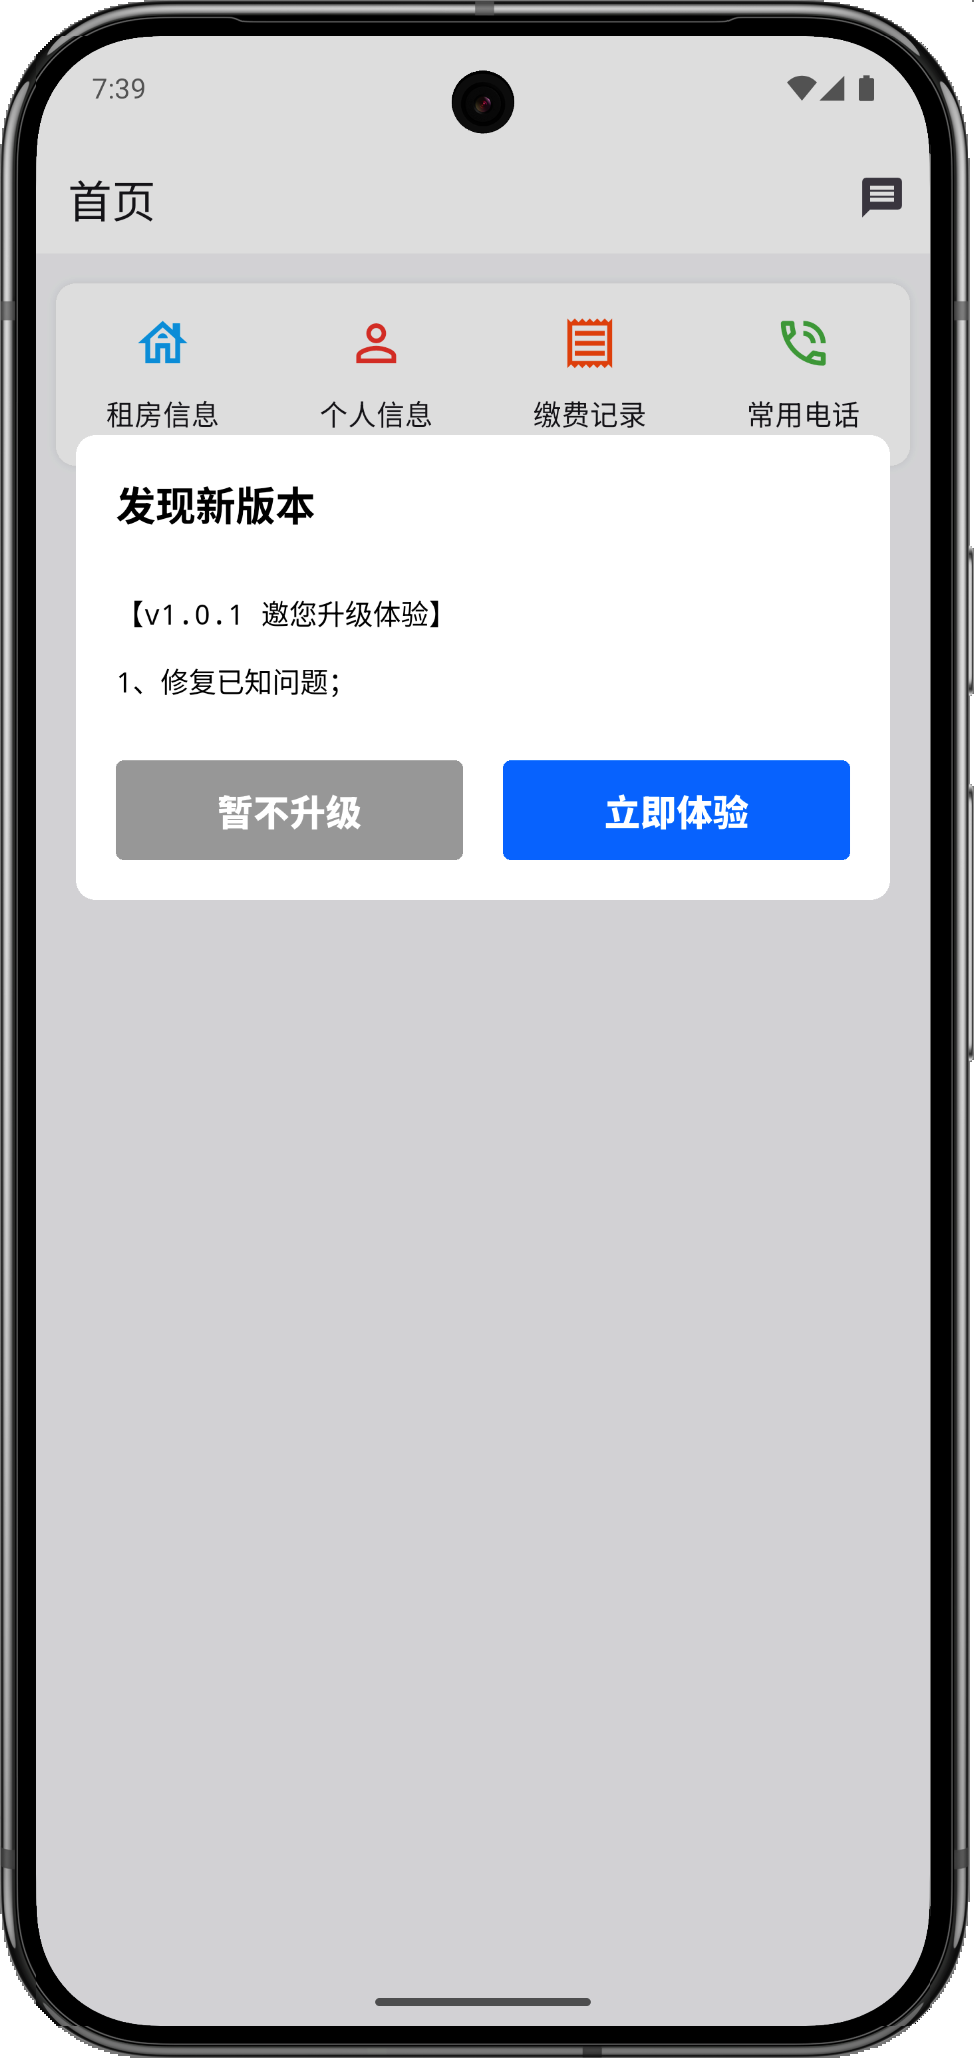 7:39
首页
租房信息 个人信息 缴费记录 常用电话
发现新版本
【v1.0.1 邀您升级体验】
1、修复已知问题；
暂不升级 立即体验